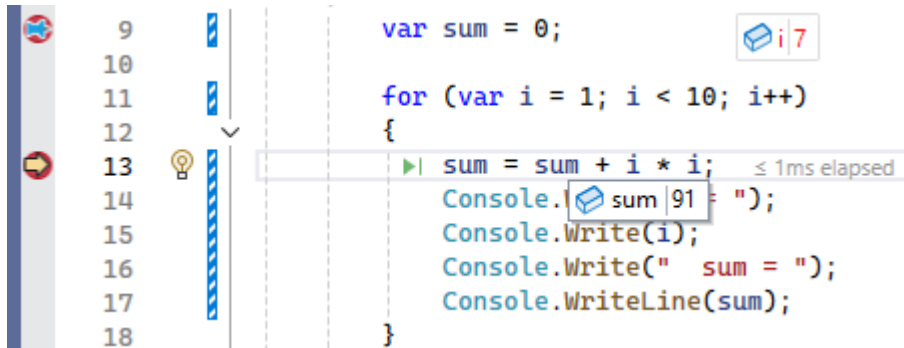 9 var sum = 0; i 7
10
11 for (var i = 1; i < 10; i++)
12 {
13 sum = sum + i * i; ≤ 1ms elapsed
14 Console. sum 91 = ");
15 Console.Write(i);
16 Console.Write("  sum = ");
17 Console.WriteLine(sum);
18 }